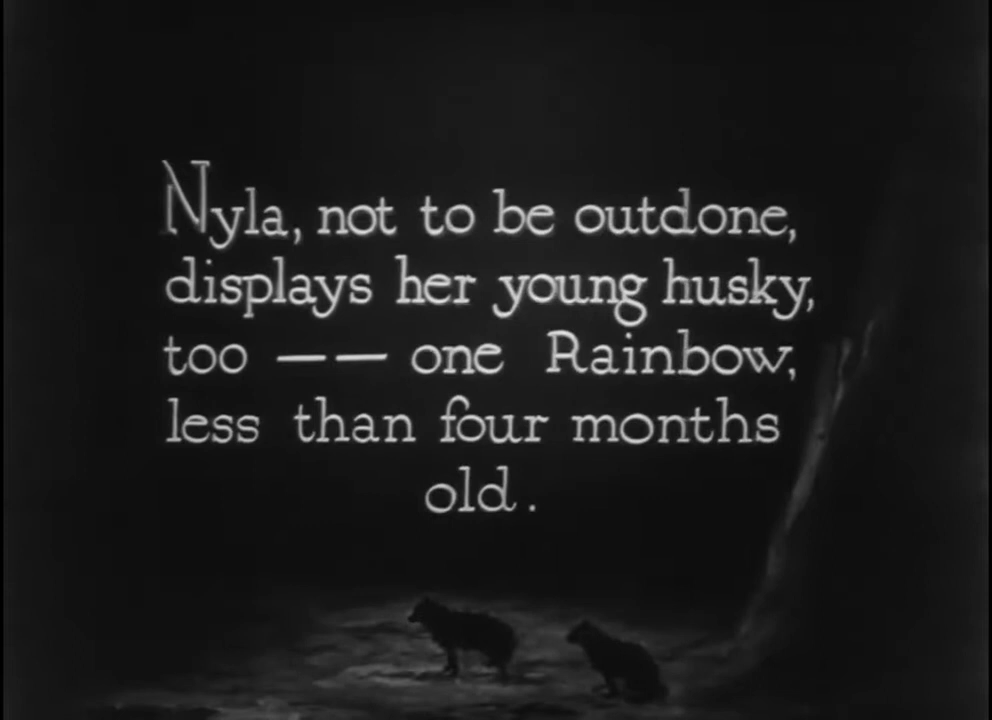 Nyla, not to be outdone,
displays her young husky,
too —— one Rainbow,
less than four months
old.